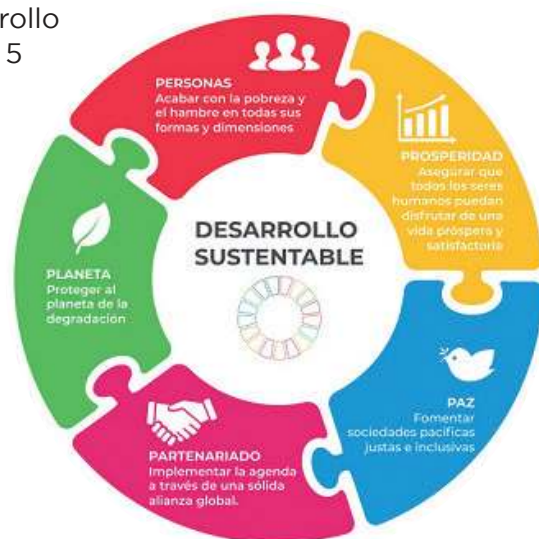 rrollo
5
PERSONAS
Acabar con la pobreza y
el hambre en todas sus
formas y dimensiones
PROSPERIDAD
Asegurar que
todos los seres
humanos puedan
disfrutar de una
vida próspera y
satisfactoria
DESARROLLO
SUSTENTABLE
PLANETA
Proteger al
planeta de la
degradación
PAZ
Fomentar
sociedades pacíficas
justas e inclusivas
PARTENARIADO
Implementar la agenda
a través de una sólida
alianza global.